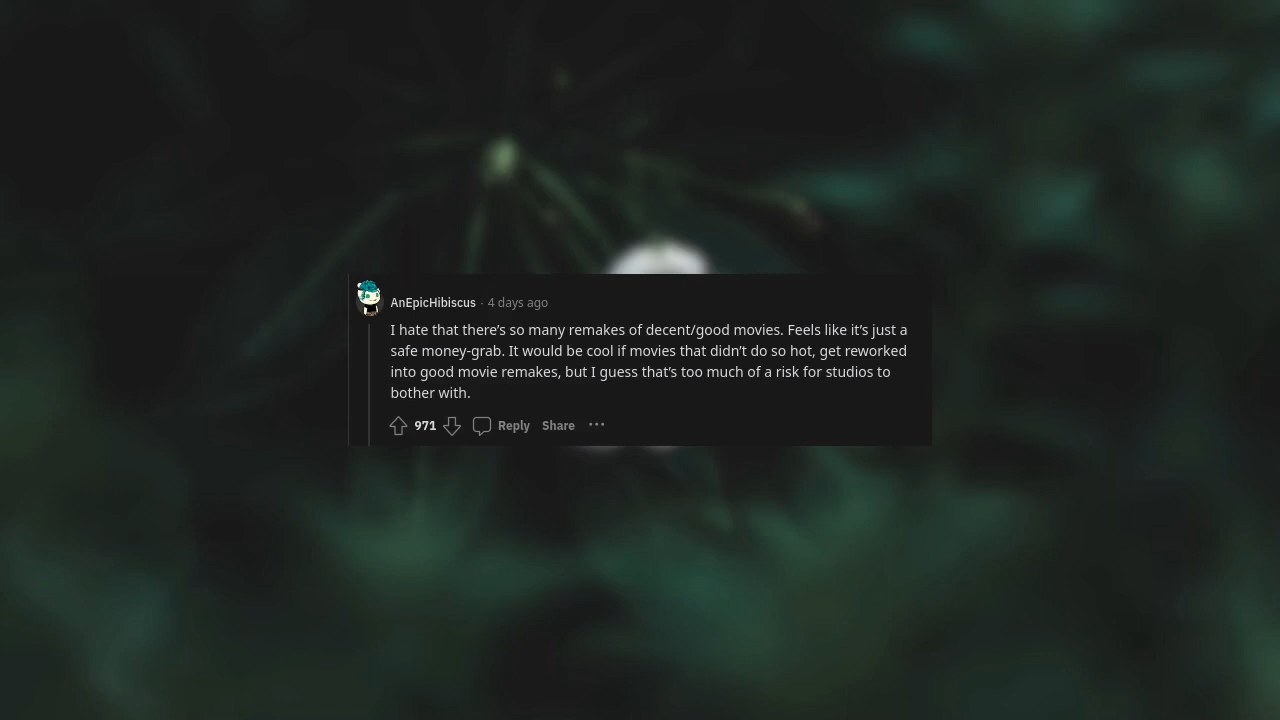 AnEpicHibiscus · 4 days ago
I hate that there’s so many remakes of decent/good movies. Feels like it’s just a
safe money-grab. It would be cool if movies that didn’t do so hot, get reworked
into good movie remakes, but I guess that’s too much of a risk for studios to
bother with.
971 Reply Share ···